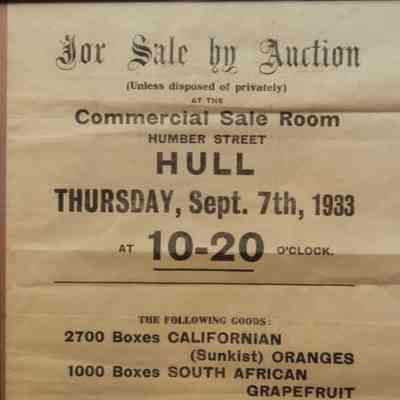 For Sale by Auction
(Unless disposed of privately)
AT THE
Commercial Sale Room
HUMBER STREET
HULL
THURSDAY, Sept. 7th, 1933
AT 10-20 O'CLOCK.
THE FOLLOWING GOODS:
2700 Boxes CALIFORNIAN
(Sunkist) ORANGES
1000 Boxes SOUTH AFRICAN
GRAPEFRUIT